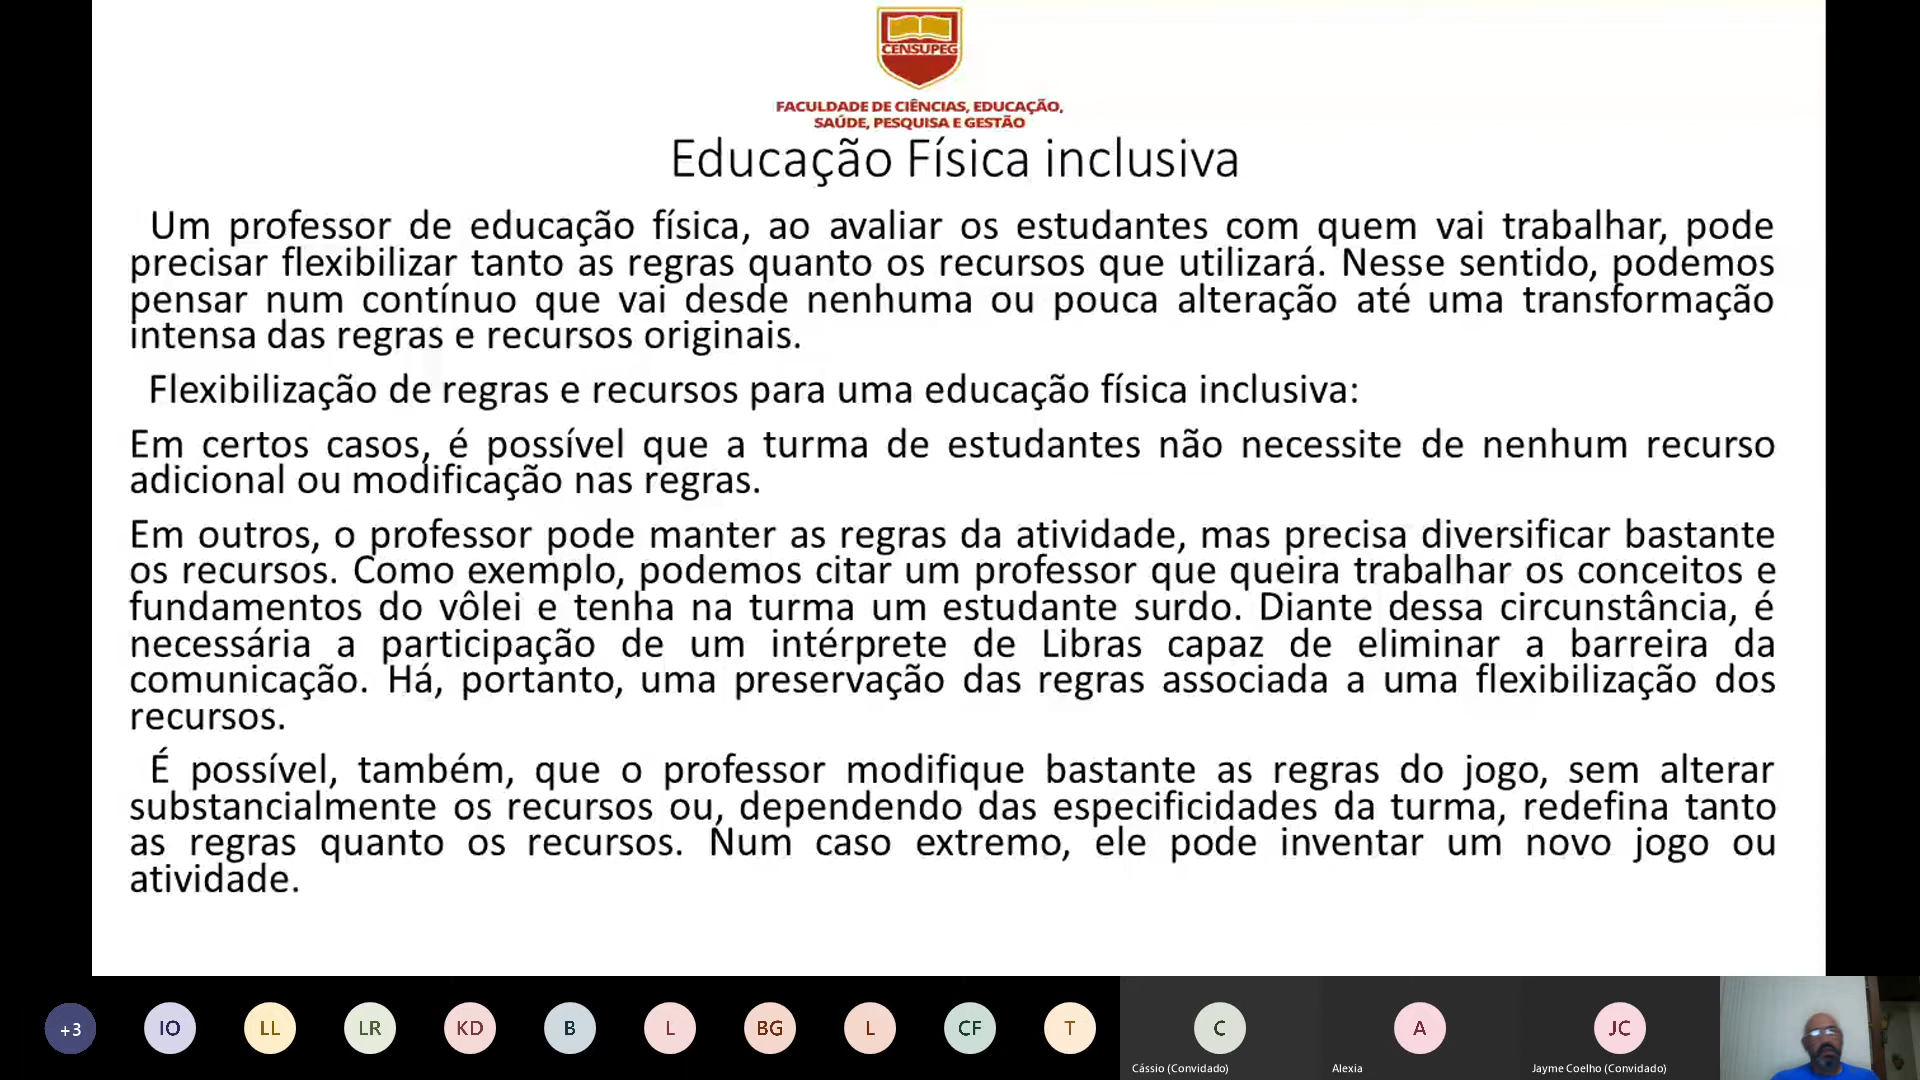 CENSUPEG
FACULDADE DE CIÊNCIAS, EDUCAÇÃO,
SAÚDE, PESQUISA E GESTÃO
Educação Física inclusiva
Um professor de educação física, ao avaliar os estudantes com quem vai trabalhar, pode
precisar flexibilizar tanto as regras quanto os recursos que utilizará. Nesse sentido, podemos
pensar num contínuo que vai desde nenhuma ou pouca alteração até uma transformação
intensa das regras e recursos originais.
Flexibilização de regras e recursos para uma educação física inclusiva:
Em certos casos, é possível que a turma de estudantes não necessite de nenhum recurso
adicional ou modificação nas regras.
Em outros, o professor pode manter as regras da atividade, mas precisa diversificar bastante
os recursos. Como exemplo, podemos citar um professor que queira trabalhar os conceitos e
fundamentos do vôlei e tenha na turma um estudante surdo. Diante dessa circunstância, é
necessária a participação de um intérprete de Libras capaz de eliminar a barreira da
comunicação. Há, portanto, uma preservação das regras associada a uma flexibilização dos
recursos.
É possível, também, que o professor modifique bastante as regras do jogo, sem alterar
substancialmente os recursos ou, dependendo das especificidades da turma, redefina tanto
as regras quanto os recursos. Num caso extremo, ele pode inventar um novo jogo ou
atividade.
+3 IO LL LR KD B L BG L CF T C A JC
Cássio (Convidado) Alexia Jayme Coelho (Convidado)